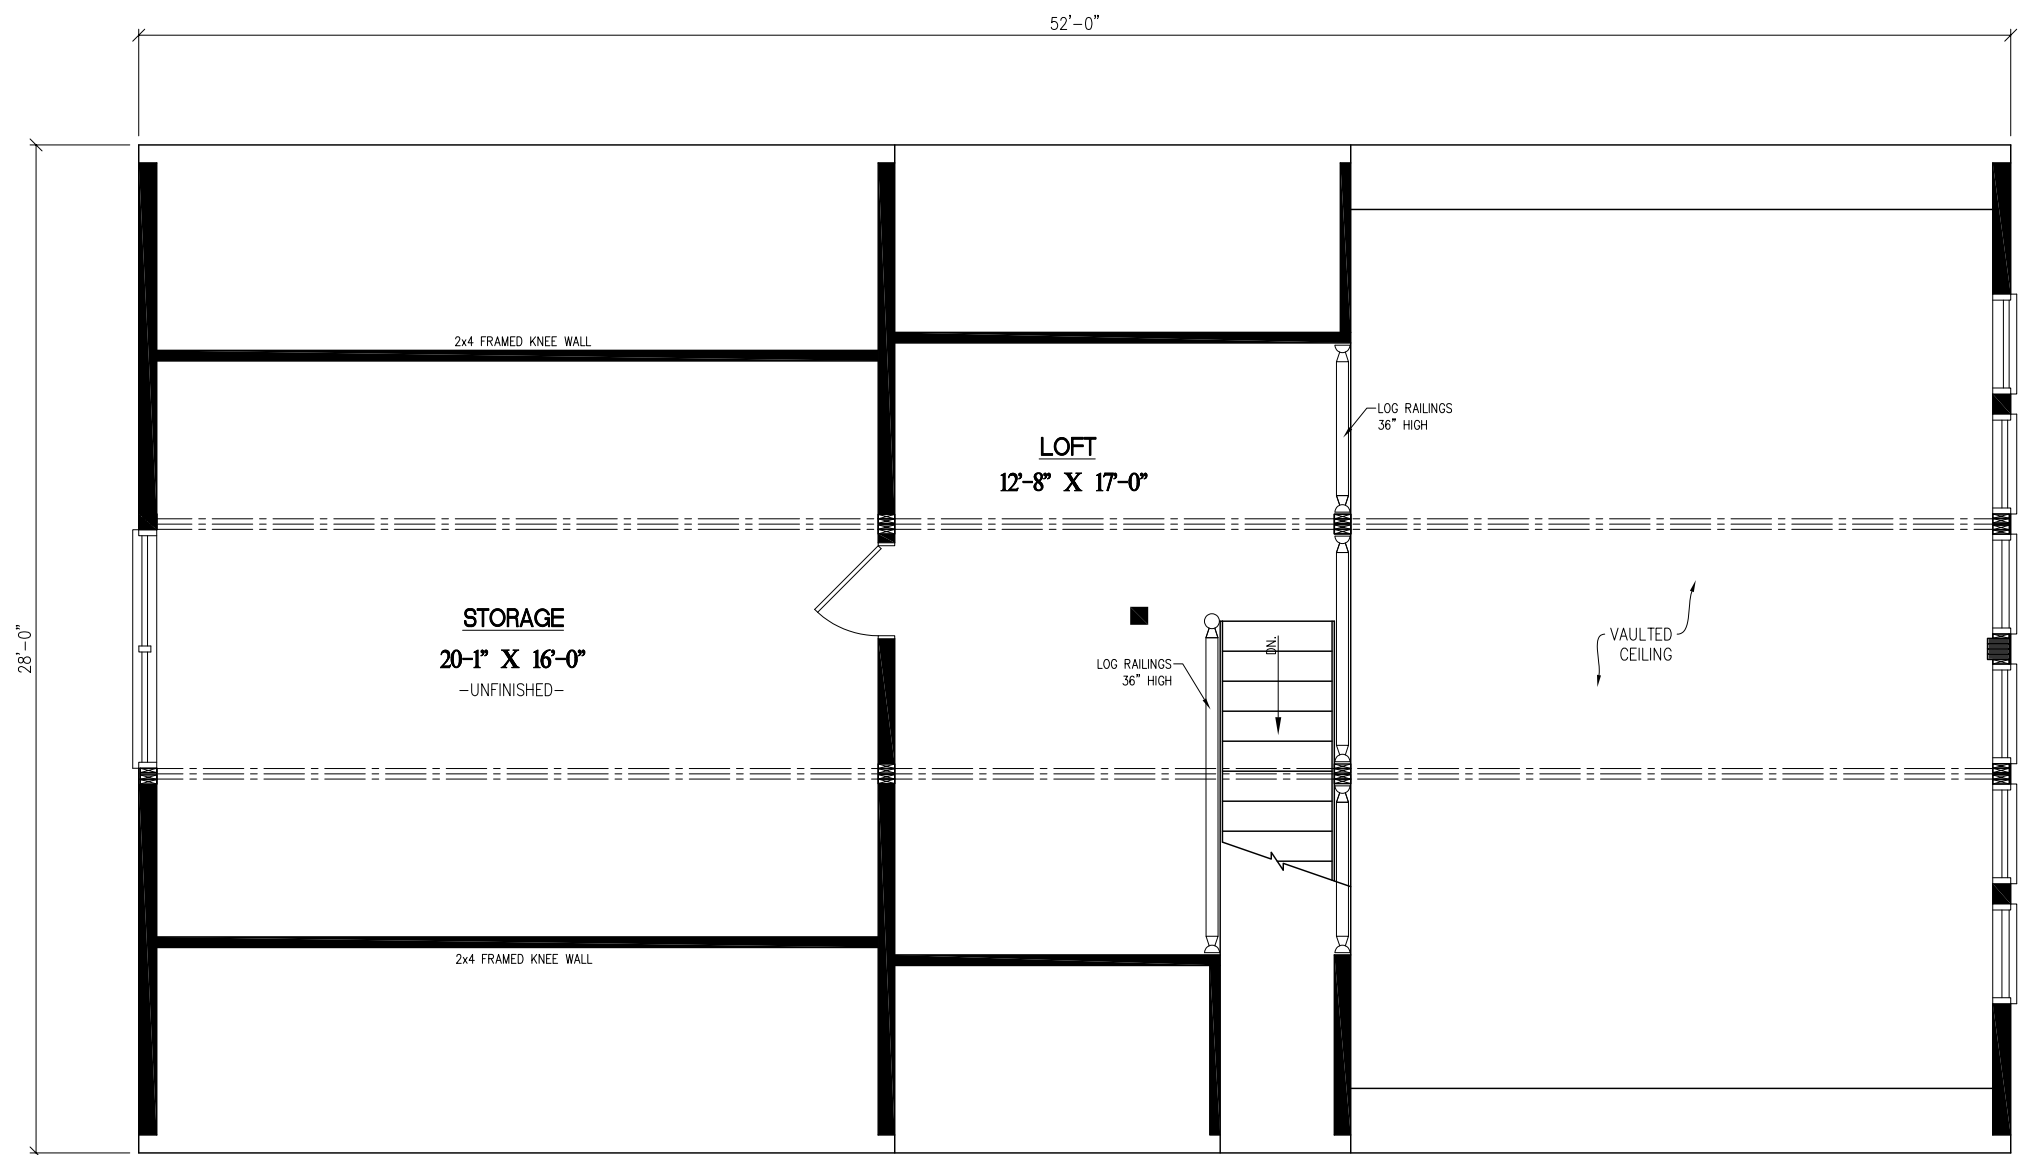 52'-0"
28'-0"
2x4 FRAMED KNEE WALL
LOG RAILINGS
36" HIGH
LOFT
12'-8" X 17'-0"
STORAGE
20-1" X 16'-0"
-UNFINISHED-
DN.
LOG RAILINGS
36" HIGH
VAULTED
CEILING
2x4 FRAMED KNEE WALL